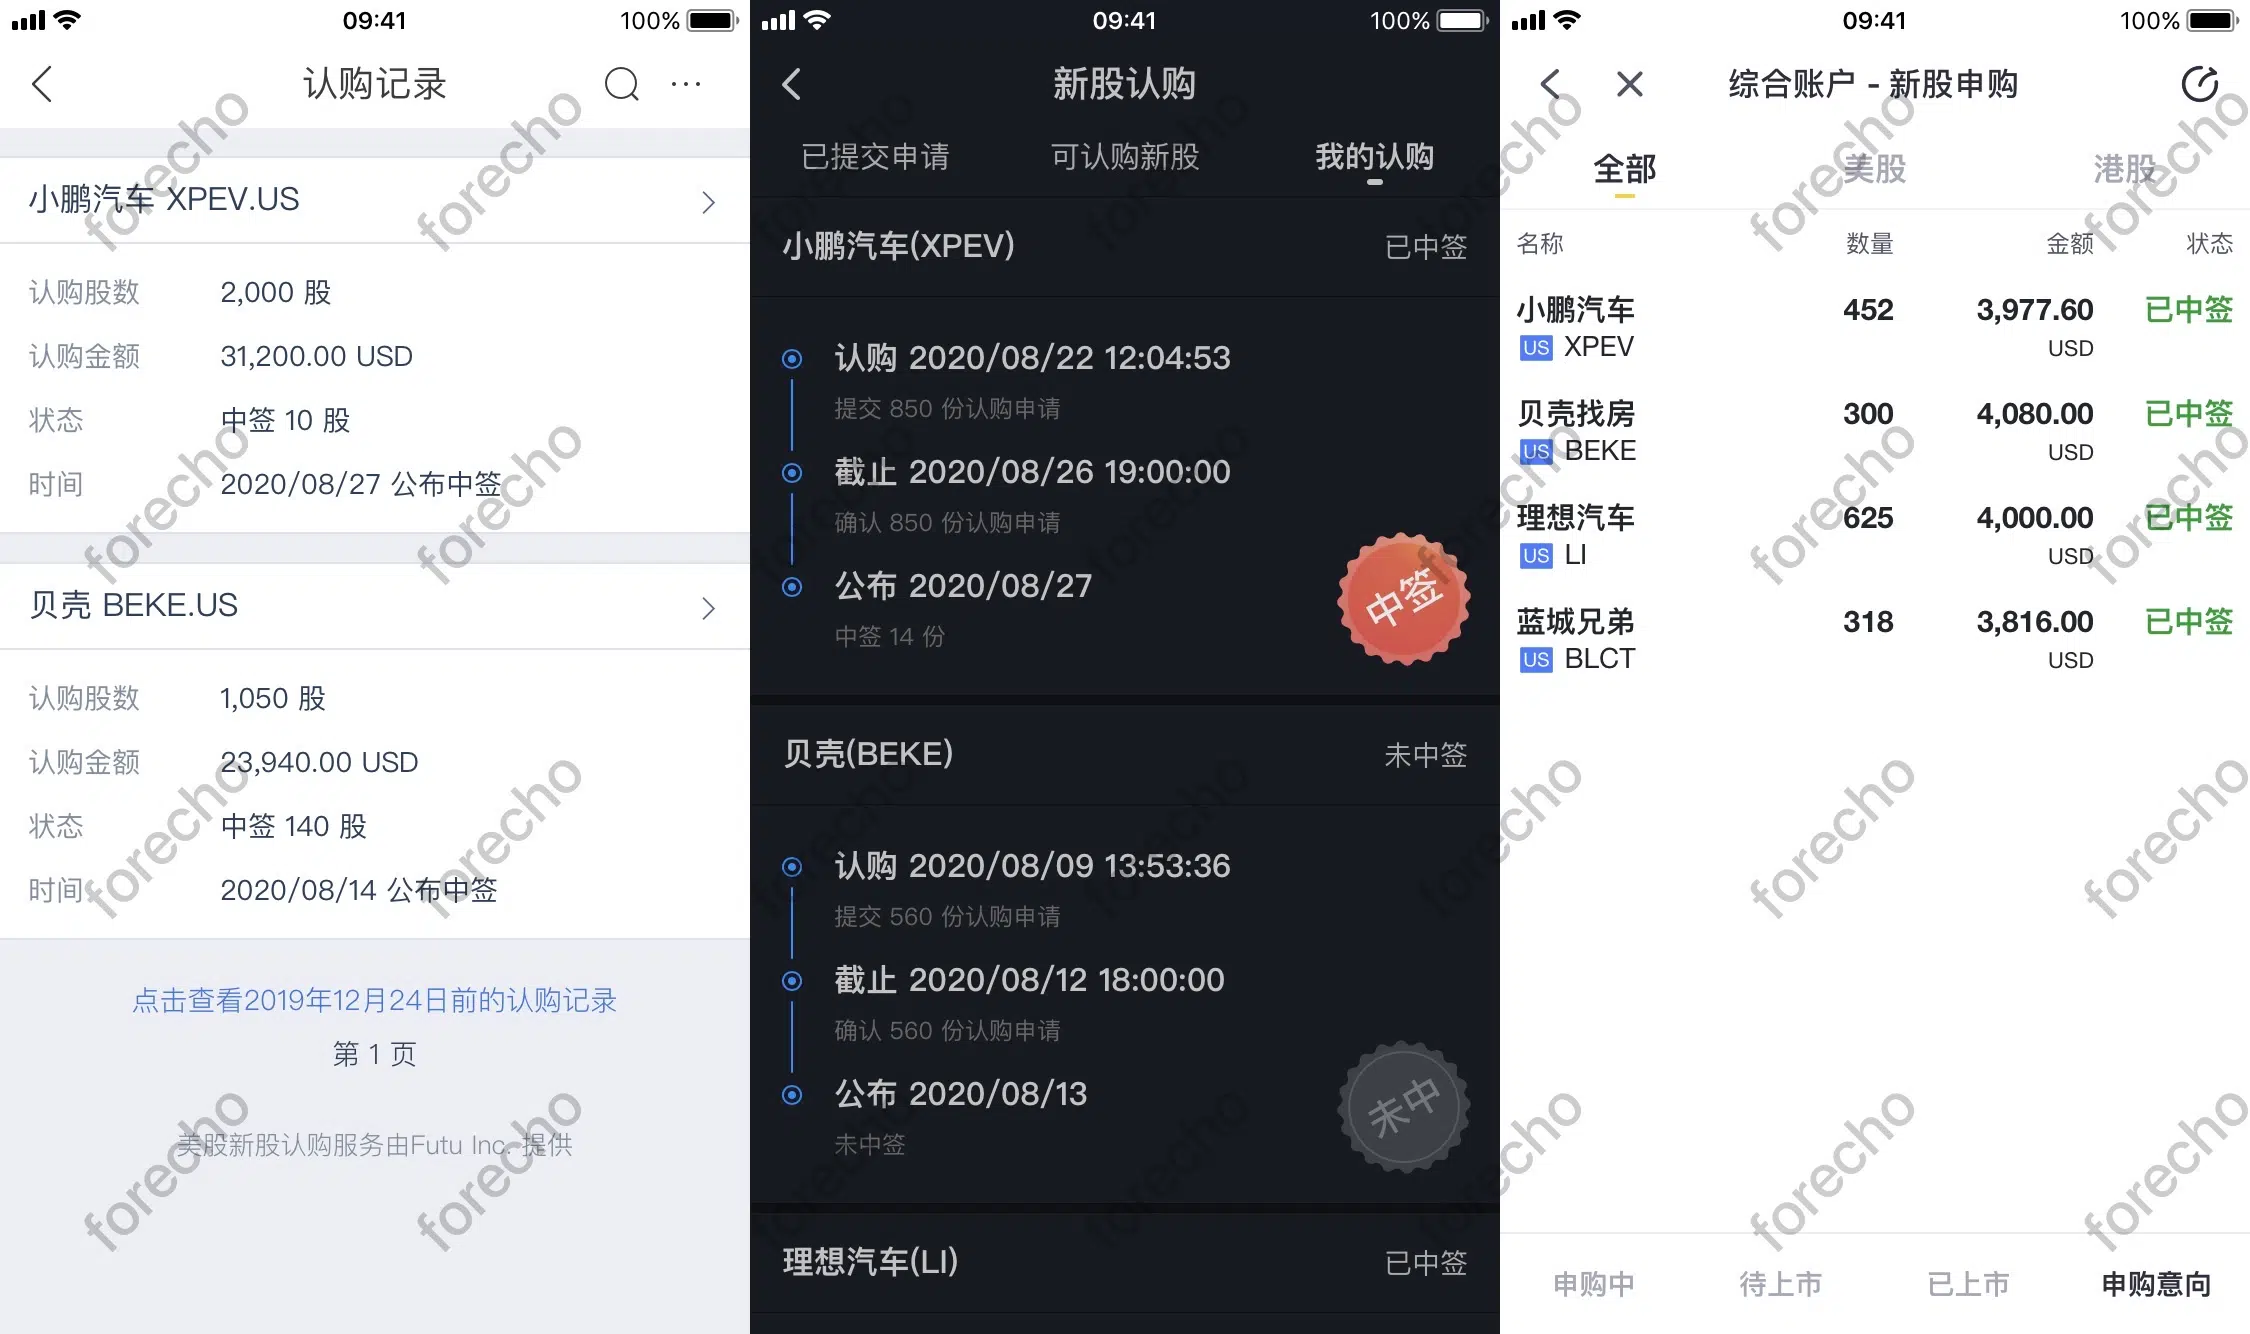 09:41
100%
认购记录
小鹏汽车 XPEV.US
认购股数 2,000 股
认购金额 31,200.00 USD
状态 中签 10 股
时间 2020/08/27 公布中签
贝壳 BEKE.US
认购股数 1,050 股
认购金额 23,940.00 USD
状态 中签 140 股
时间 2020/08/14 公布中签
点击查看2019年12月24日前的认购记录
第 1 页
美股新股认购服务由Futu Inc. 提供
09:41
100%
新股认购
已提交申请 可认购新股 我的认购
小鹏汽车(XPEV) 已中签
认购 2020/08/22 12:04:53
提交 850 份认购申请
截止 2020/08/26 19:00:00
确认 850 份认购申请
公布 2020/08/27
中签 14 份
中签
贝壳(BEKE) 未中签
认购 2020/08/09 13:53:36
提交 560 份认购申请
截止 2020/08/12 18:00:00
确认 560 份认购申请
公布 2020/08/13
未中签
未中
理想汽车(LI) 已中签
09:41
100%
综合账户 - 新股申购
全部 美股 港股
名称 数量 金额 状态
小鹏汽车 452 3,977.60 已中签
US XPEV USD
贝壳找房 300 4,080.00 已中签
US BEKE USD
理想汽车 625 4,000.00 已中签
US LI USD
蓝城兄弟 318 3,816.00 已中签
US BLCT USD
申购中 待上市 已上市 申购意向
forecho